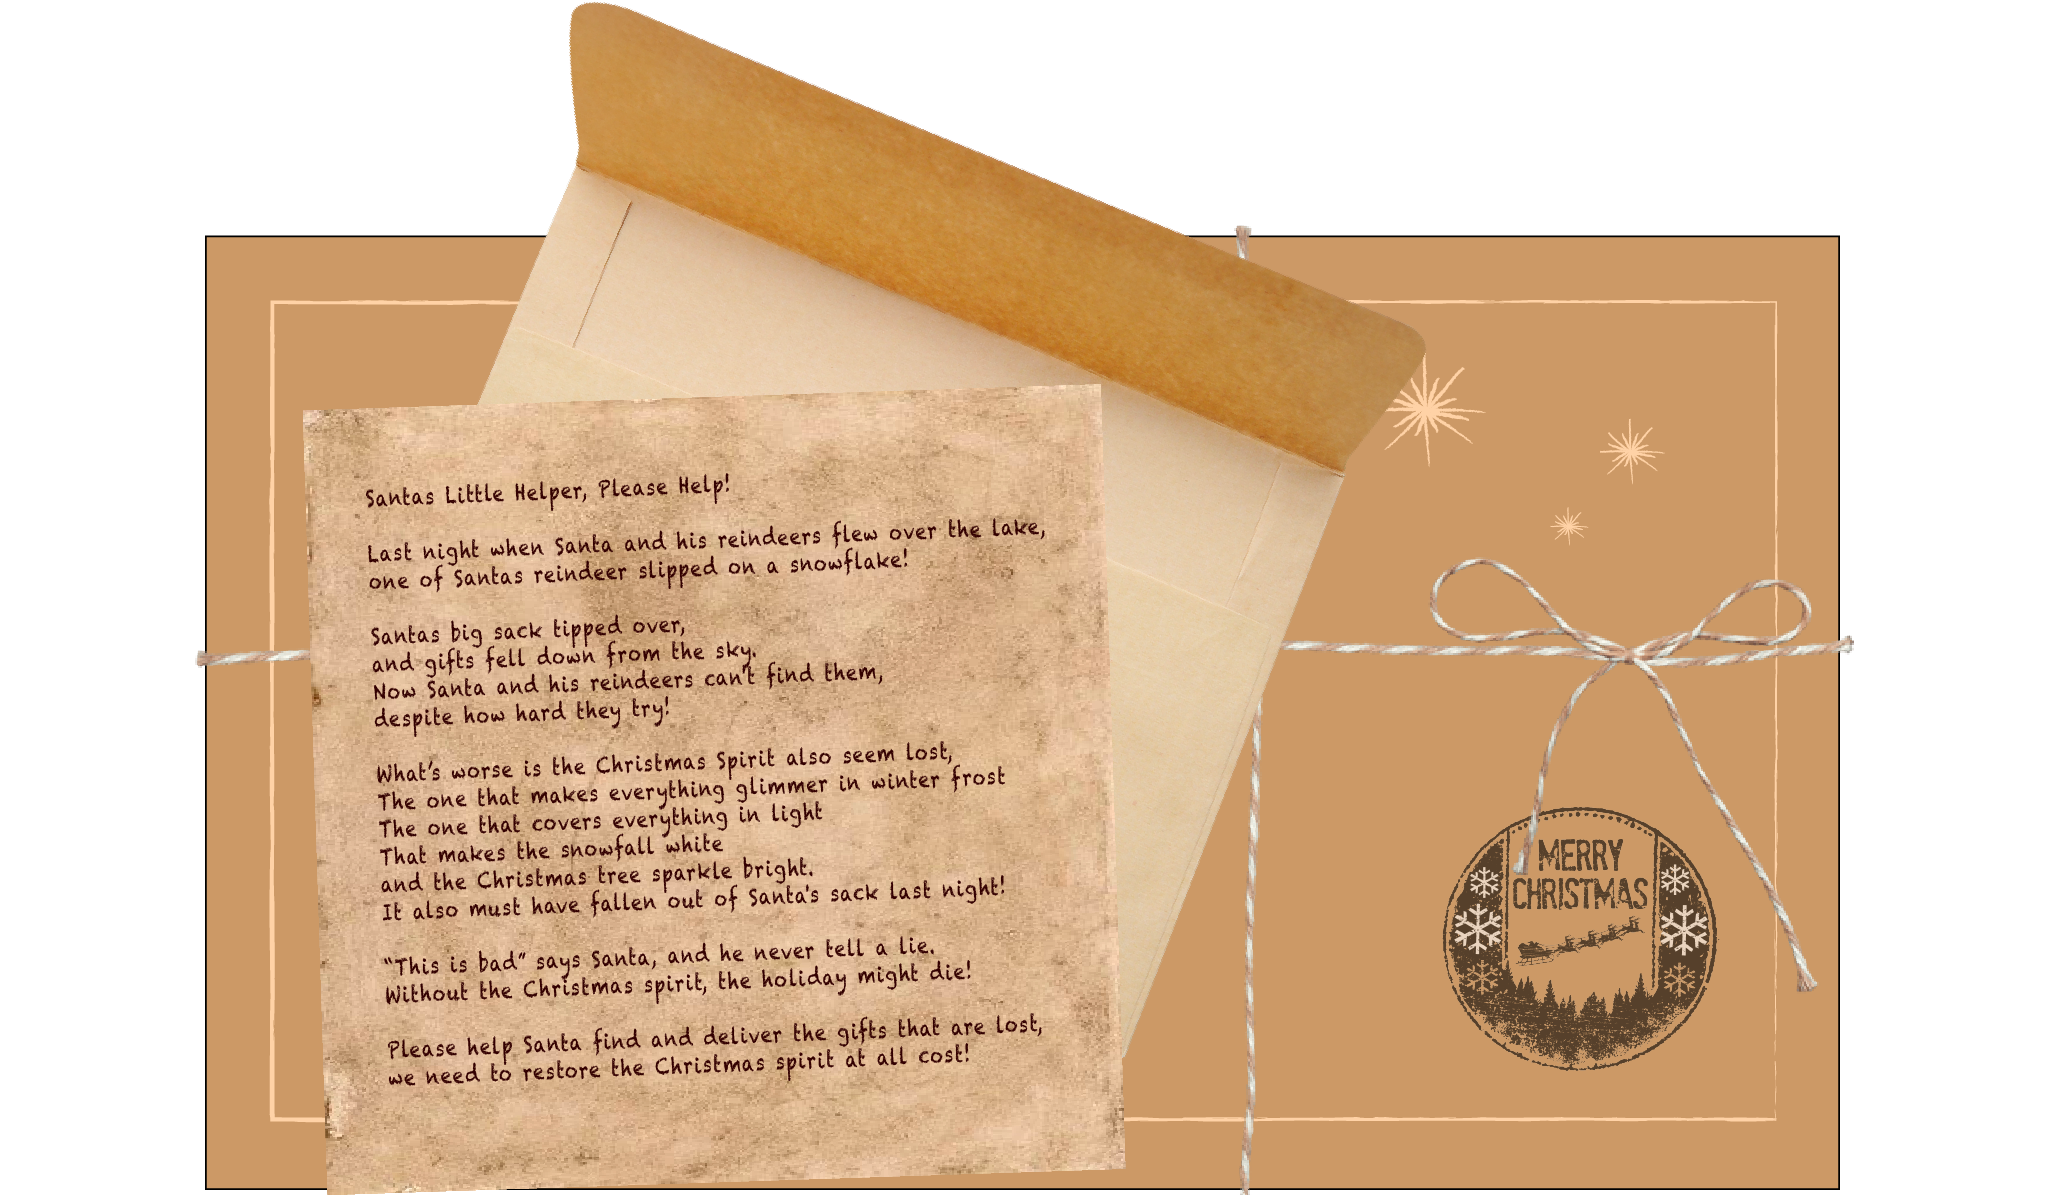 Santas Little Helper, Please Help!
Last night when Santa and his reindeers flew over the lake,
one of Santas reindeer slipped on a snowflake!
Santas big sack tipped over,
and gifts fell down from the sky.
Now Santa and his reindeers can't find them,
despite how hard they try!
What's worse is the Christmas Spirit also seem lost,
The one that makes everything glimmer in winter frost
The one that covers everything in light
That makes the snowfall white
and the Christmas tree sparkle bright.
It also must have fallen out of Santa's sack last night!
“This is bad” says Santa, and he never tell a lie.
Without the Christmas spirit, the holiday might die!
Please help Santa find and deliver the gifts that are lost,
we need to restore the Christmas spirit at all cost!
MERRY
CHRISTMAS